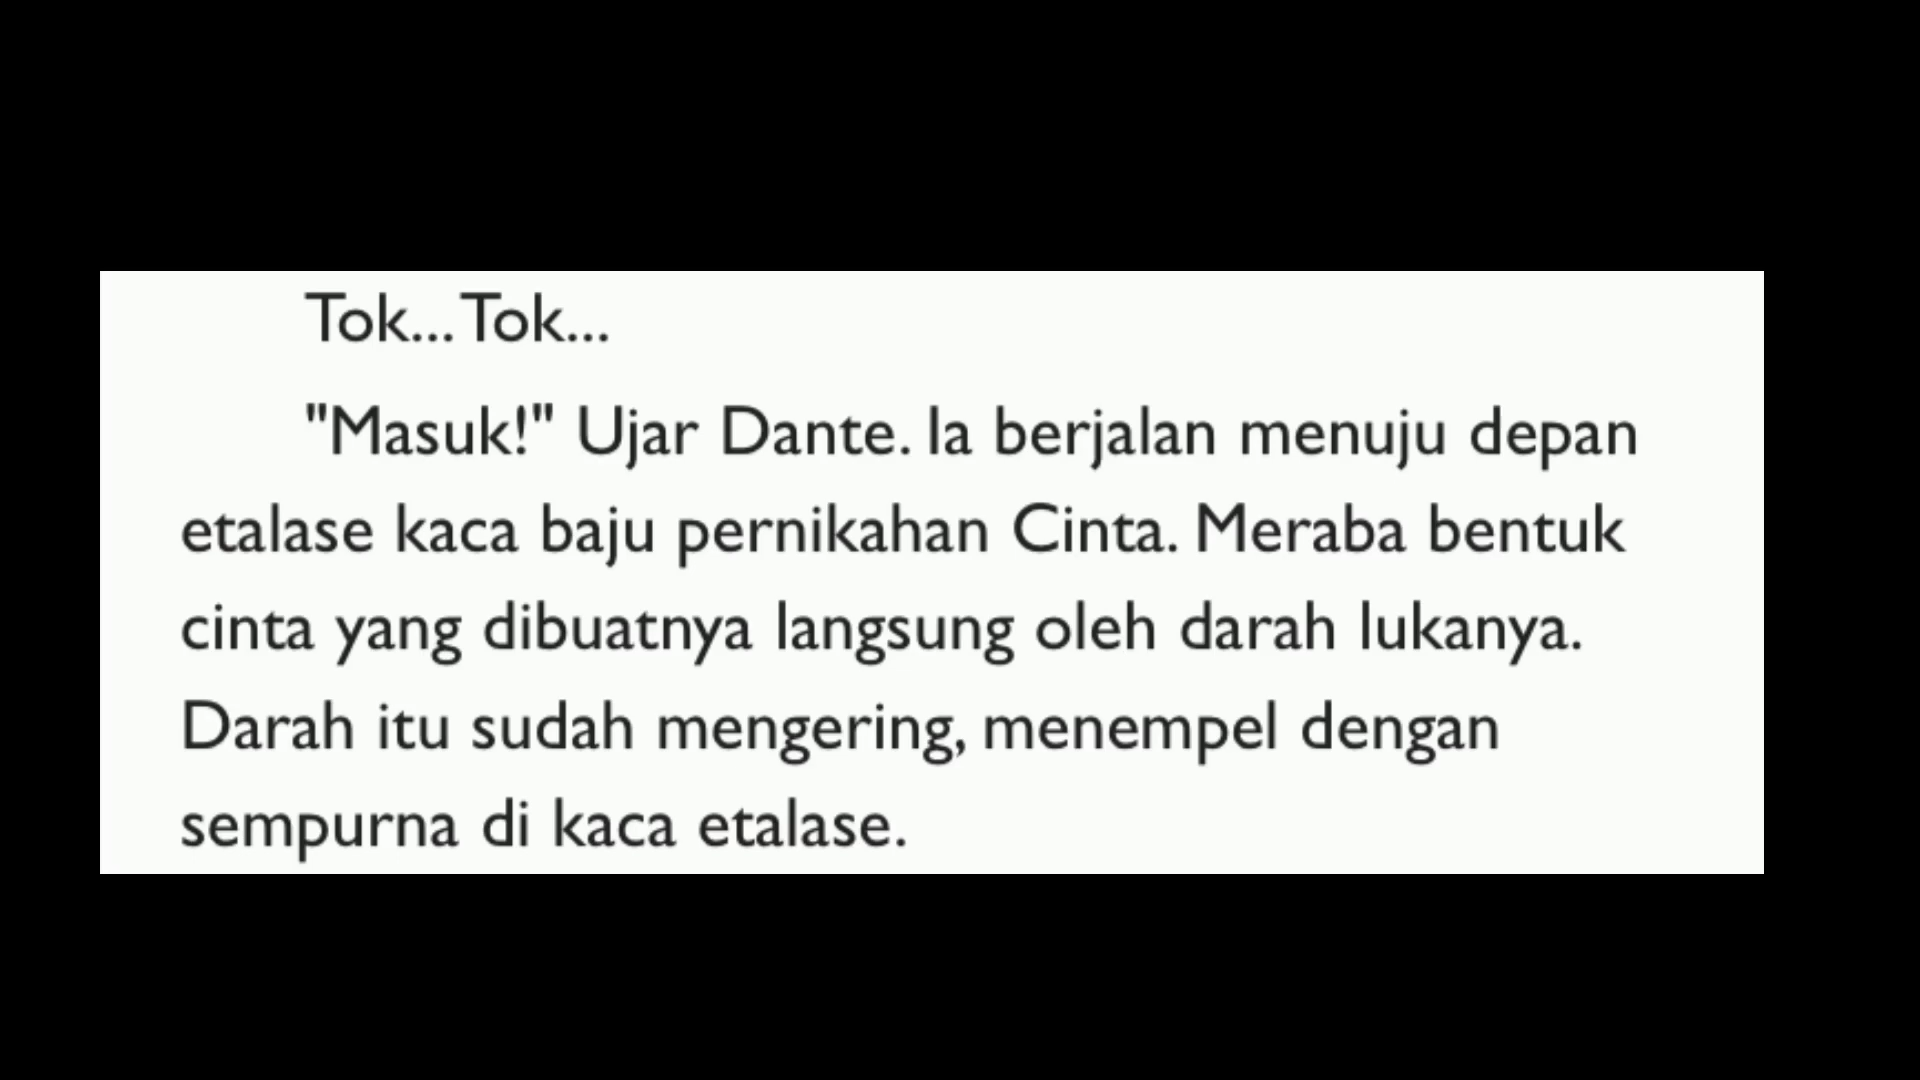 Tok... Tok...
"Masuk!" Ujar Dante. Ia berjalan menuju depan
etalase kaca baju pernikahan Cinta. Meraba bentuk
cinta yang dibuatnya langsung oleh darah lukanya.
Darah itu sudah mengering, menempel dengan
sempurna di kaca etalase.